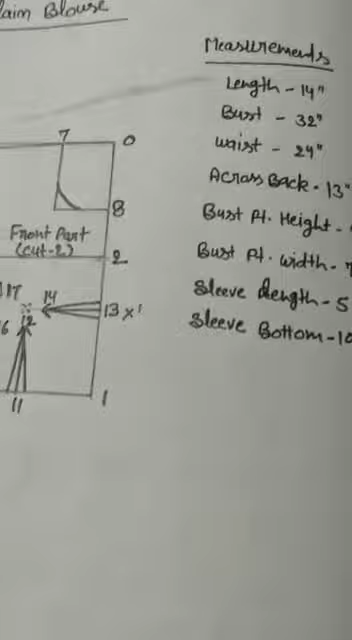 lain Blouse
Measurements
Length - 14"
Bust - 32"
waist - 24"
Across Back - 13"
Bust Pt. Height -
Bust Pt. width -
Sleeve Length - 5
Sleeve Bottom - 10
7 0
8
Front Part
(cut-2)
2
17 14
13 x'
16 12
11 1